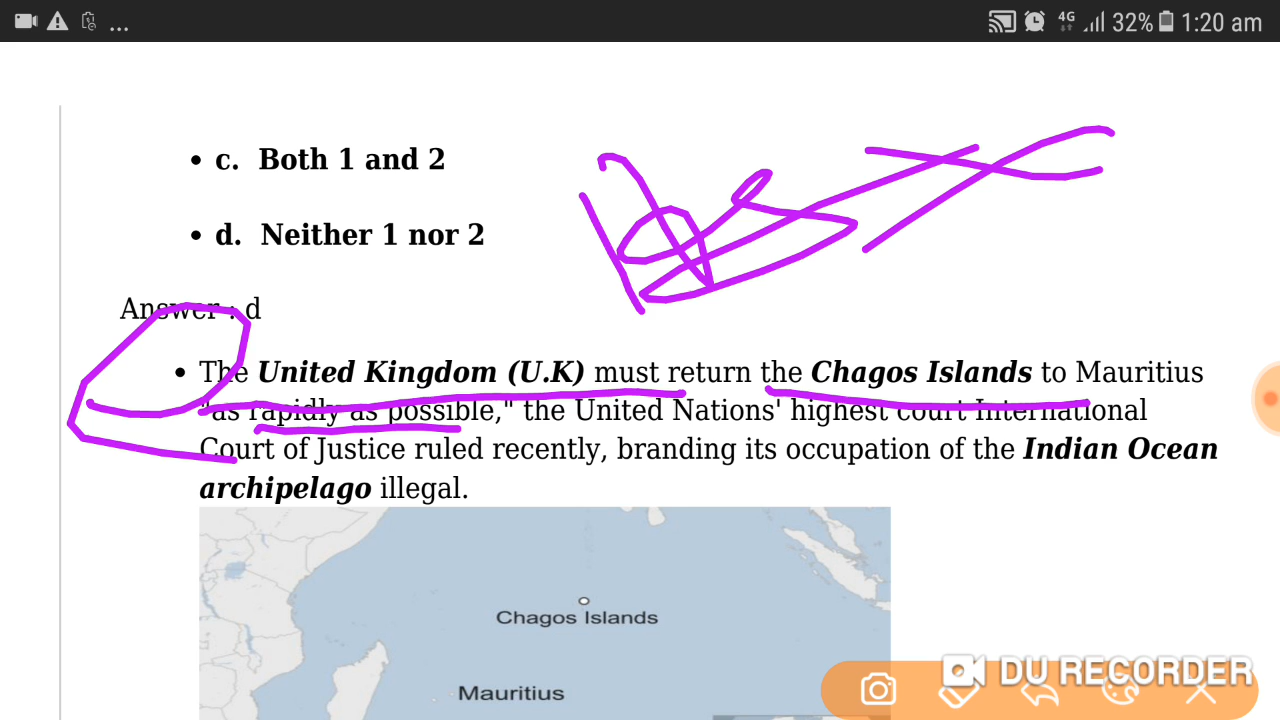 ... 4G 32% 1:20 am
• c. Both 1 and 2
• d. Neither 1 nor 2
Answer : d
• The United Kingdom (U.K) must return the Chagos Islands to Mauritius
"as rapidly as possible," the United Nations' highest court International
Court of Justice ruled recently, branding its occupation of the Indian Ocean
archipelago illegal.
Chagos Islands
Mauritius
DU RECORDER